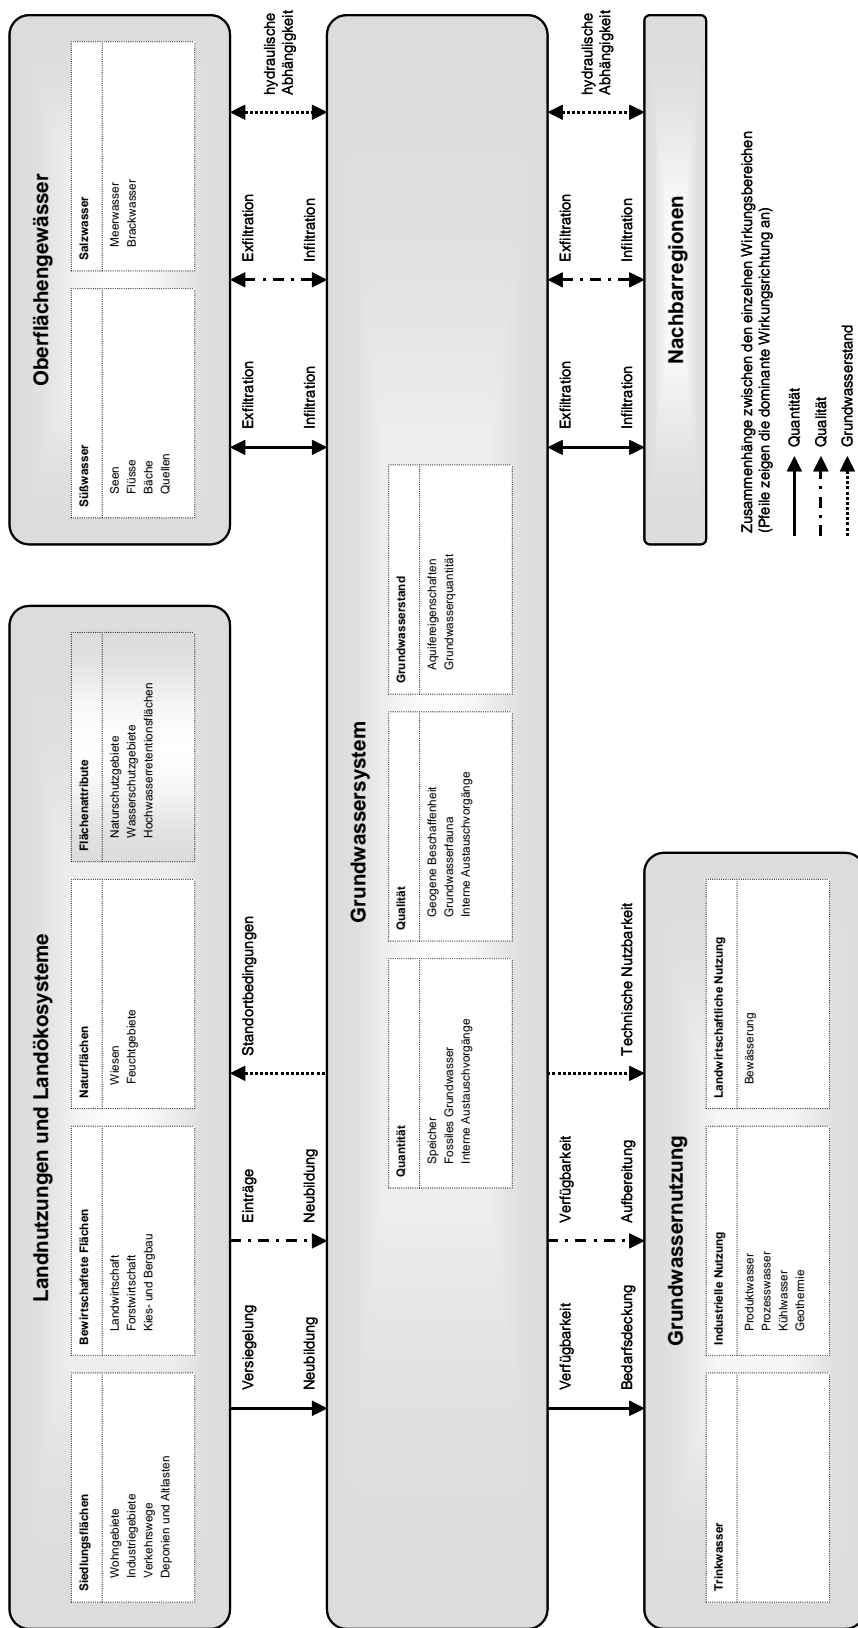 Landnutzungen und Landökosysteme
Siedlungsflächen
Wohngebiete
Industriegebiete
Verkehrswege
Deponien und Altlasten
Bewirtschaftete Flächen
Landwirtschaft
Forstwirtschaft
Kies- und Bergbau
Naturflächen
Wiesen
Feuchtgebiete
Flächenattribute
Naturschutzgebiete
Wasserschutzgebiete
Hochwasserretentionsflächen
Oberflächengewässer
Süßwasser
Seen
Flüsse
Bäche
Quellen
Salzwasser
Meerwasser
Brackwasser
Versiegelung
Neubildung
Einträge
Neubildung
Standortbedingungen
Exfiltration
Infiltration
Exfiltration
Infiltration
hydraulische
Abhängigkeit
Grundwassersystem
Quantität
Speicher
Fossiles Grundwasser
Interne Austauschvorgänge
Qualität
Geogene Beschaffenheit
Grundwasserfauna
Interne Austauschvorgänge
Grundwasserstand
Aquifereigenschaften
Grundwasserquantität
Verfügbarkeit
Bedarfsdeckung
Verfügbarkeit
Aufbereitung
Technische Nutzbarkeit
Exfiltration
Infiltration
Exfiltration
Infiltration
hydraulische
Abhängigkeit
Grundwassernutzung
Trinkwasser
Industrielle Nutzung
Produktwasser
Prozesswasser
Kühlwasser
Geothermie
Landwirtschaftliche Nutzung
Bewässerung
Nachbarregionen
Zusammenhänge zwischen den einzelnen Wirkungsbereichen
(Pfeile zeigen die dominante Wirkungsrichtung an)
Quantität
Qualität
Grundwasserstand